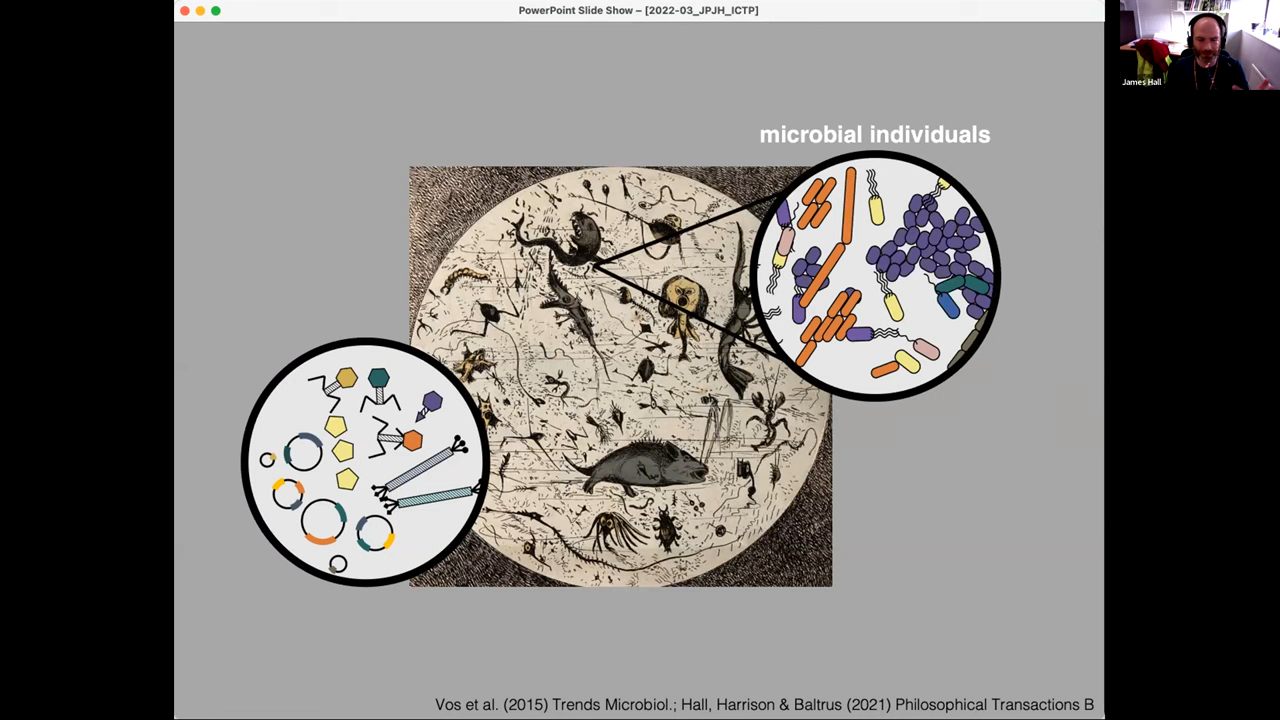 PowerPoint Slide Show – [2022-03_JPJH_ICTP]
James Hall
microbial individuals
Vos et al. (2015) Trends Microbiol.; Hall, Harrison & Baltrus (2021) Philosophical Transactions B